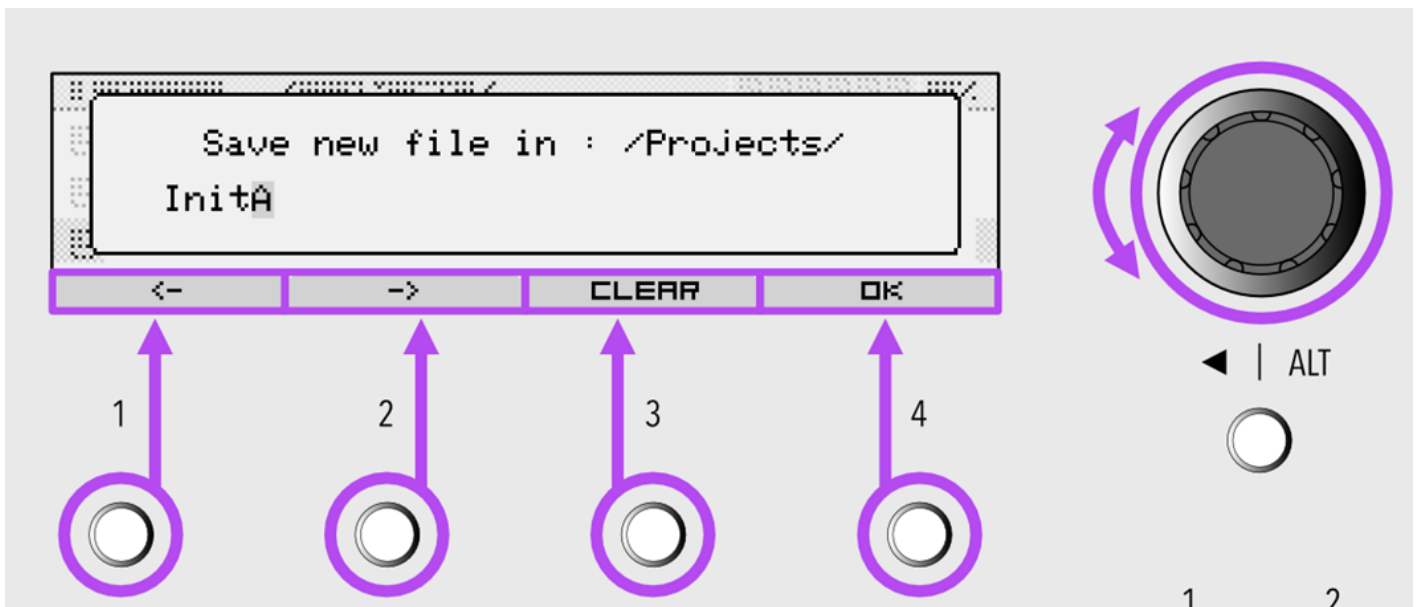 Save new file in : /Projects/
InitA
<- -> CLEAR OK
◀ | ALT
1 2 3 4
1 2